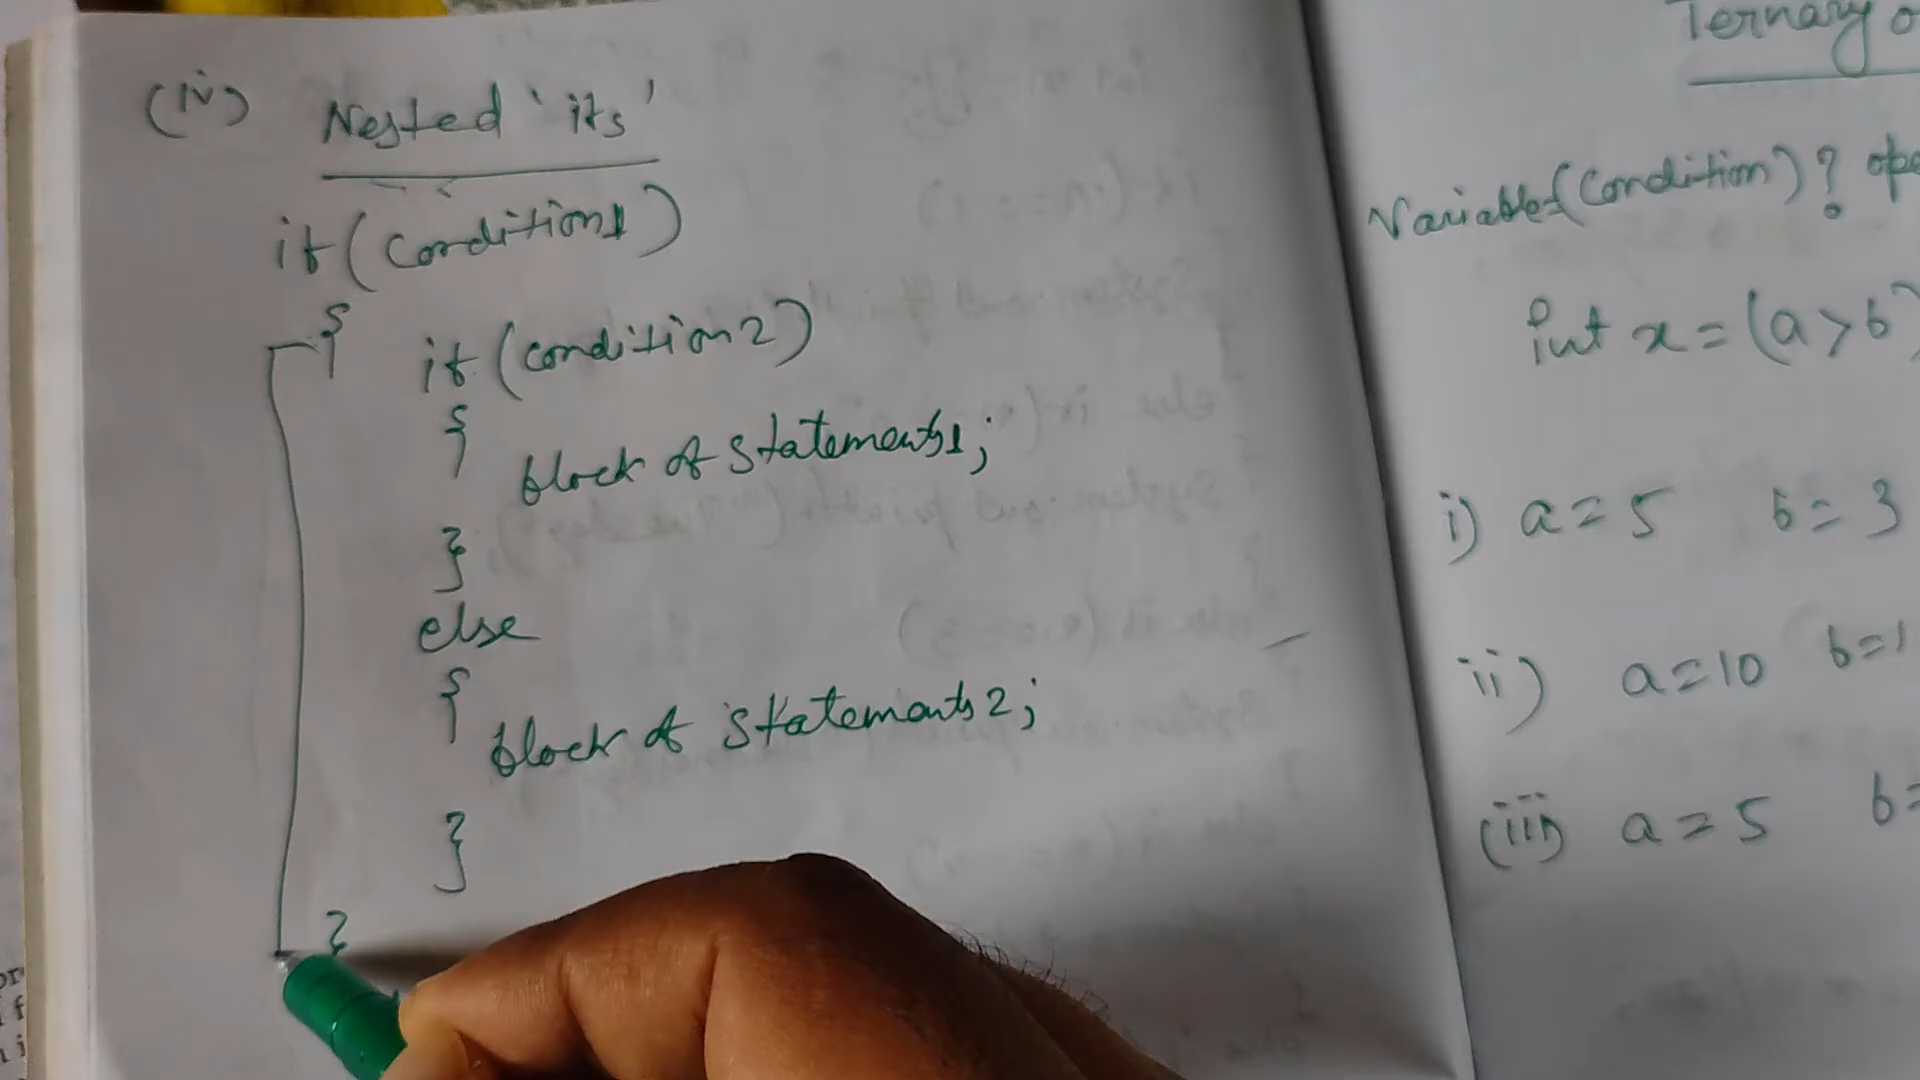 (iv) Nested 'ifs'
if (condition1)
{
if (condition2)
{
block of statements1;
}
else
{
block of statements2;
}
}
Ternary o
Variable=(condition)? ope
int x = (a>b)
i) a=5 b=3
ii) a=10 b=1
(iii) a=5 b=